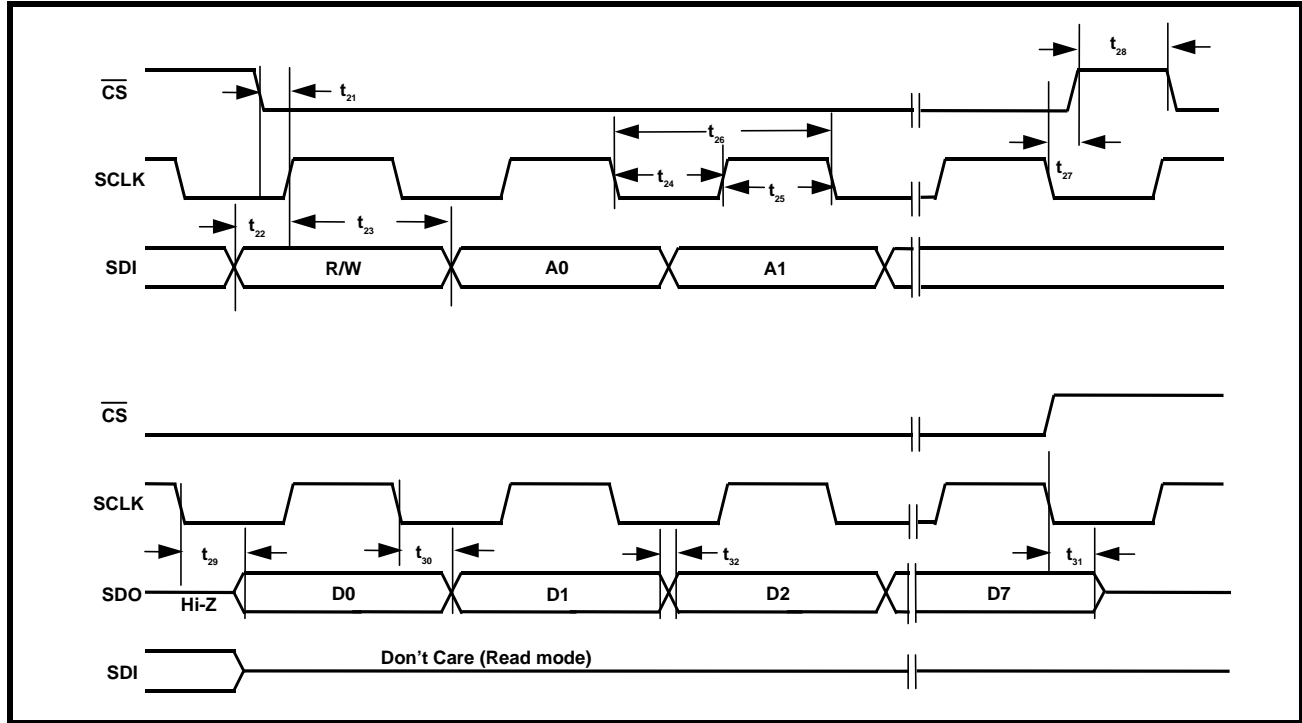 t28
CS
t21
t26
SCLK
t24
t25
t27
t22
t23
SDI
R/W
A0
A1
CS
SCLK
t29
t30
t32
t31
SDO
Hi-Z
D0
D1
D2
D7
SDI
Don't Care (Read mode)